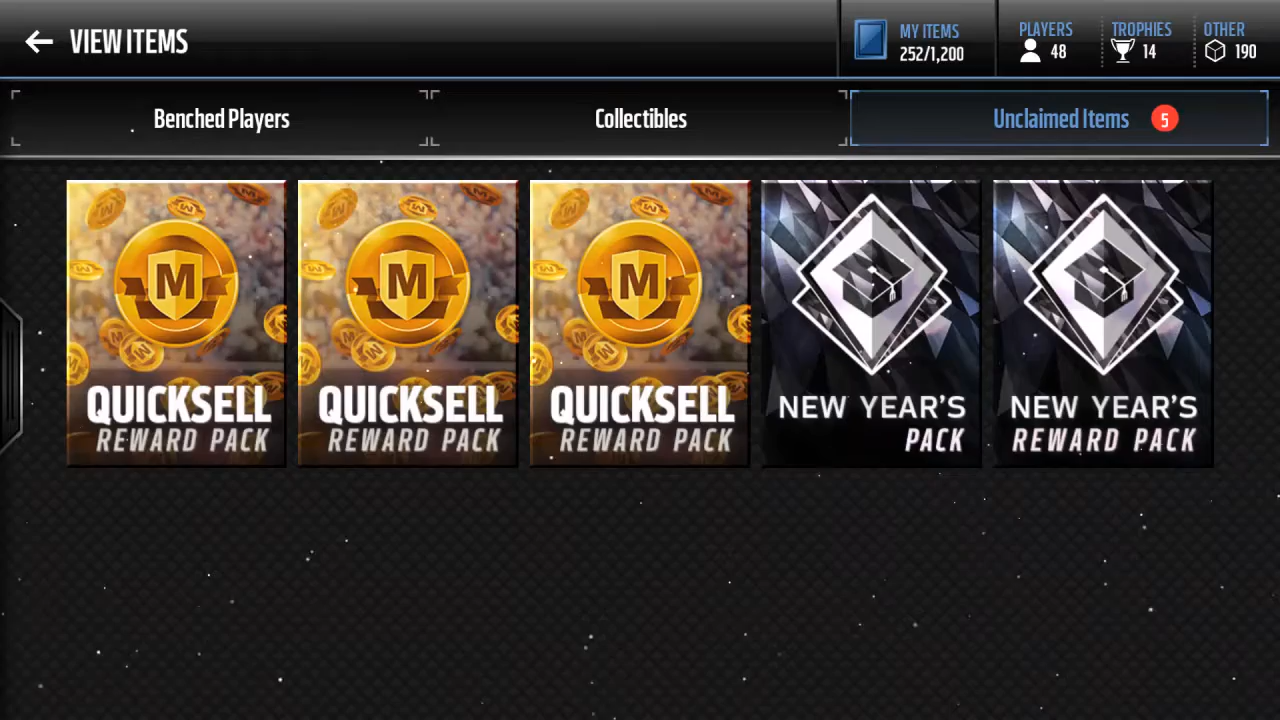 VIEW ITEMS
MY ITEMS
252/1,200
PLAYERS
48
TROPHIES
14
OTHER
190
Benched Players
Collectibles
Unclaimed Items 5
M
QUICKSELL
REWARD PACK
M
QUICKSELL
REWARD PACK
M
QUICKSELL
REWARD PACK
NEW YEAR'S
PACK
NEW YEAR'S
REWARD PACK